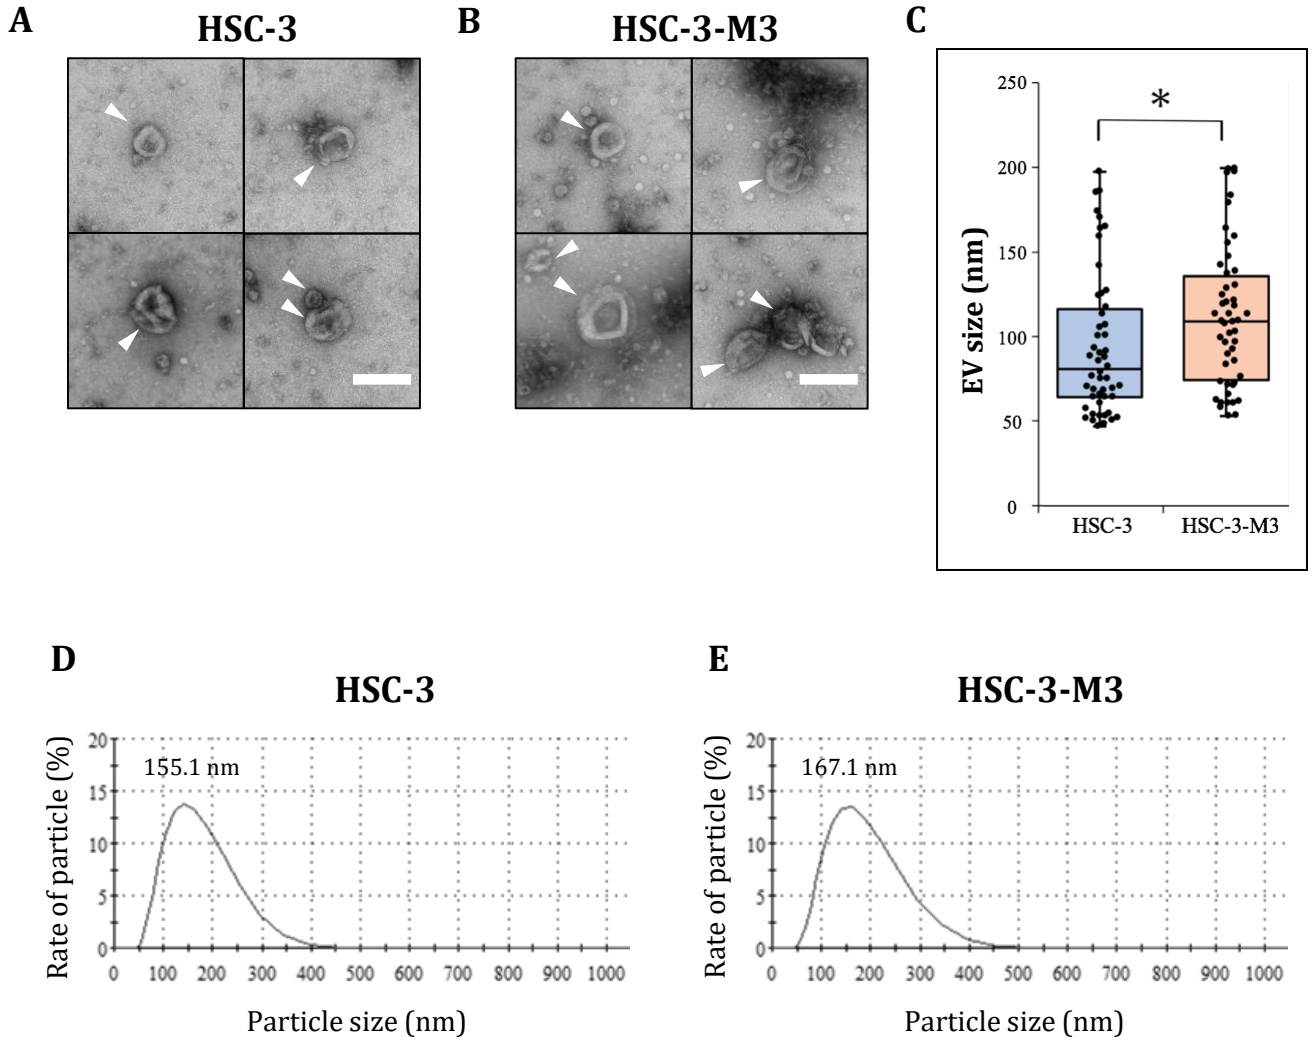 A
HSC-3
B
HSC-3-M3
C
250
200
150
100
50
0
EV size (nm)
*
HSC-3
HSC-3-M3
D
HSC-3
Rate of particle (%)
20
15
10
5
0
155.1 nm
0 100 200 300 400 500 600 700 800 900 1000
Particle size (nm)
E
HSC-3-M3
Rate of particle (%)
20
15
10
5
0
167.1 nm
0 100 200 300 400 500 600 700 800 900 1000
Particle size (nm)